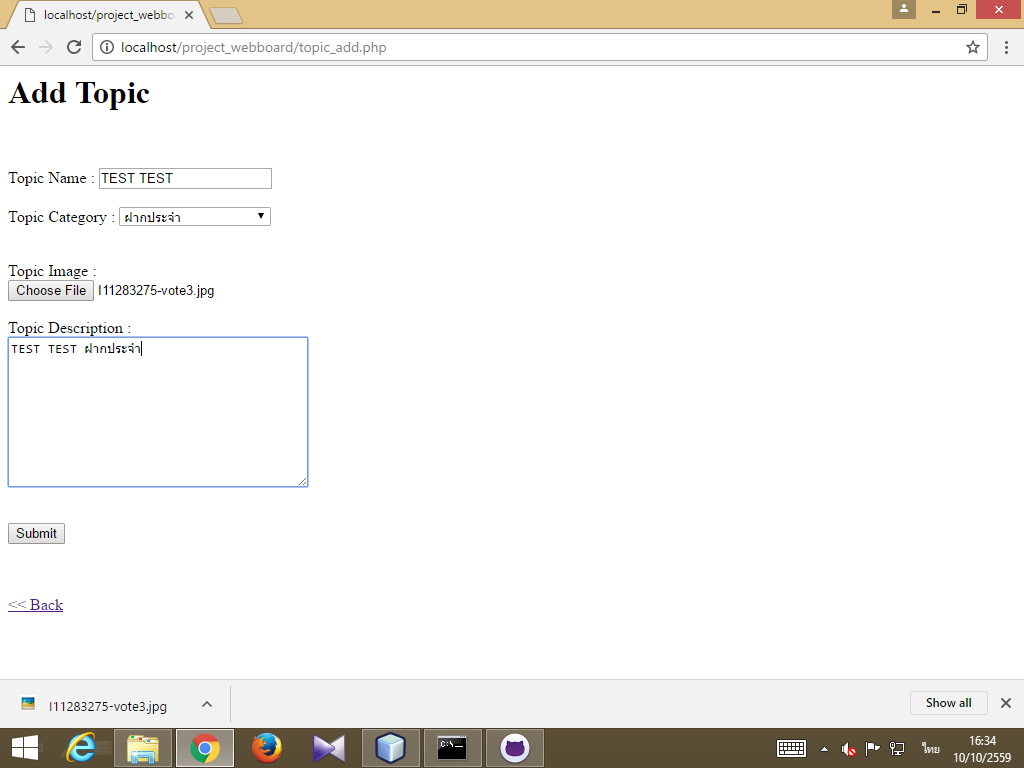 localhost/project_webbo
localhost/project_webboard/topic_add.php
Add Topic
Topic Name : TEST TEST
Topic Category : ฝากประจำ
Topic Image :
Choose File I11283275-vote3.jpg
Topic Description :
TEST TEST ฝากประจำ
Submit
<< Back
I11283275-vote3.jpg
Show all
C:\_
ไทย
16:34
10/10/2559